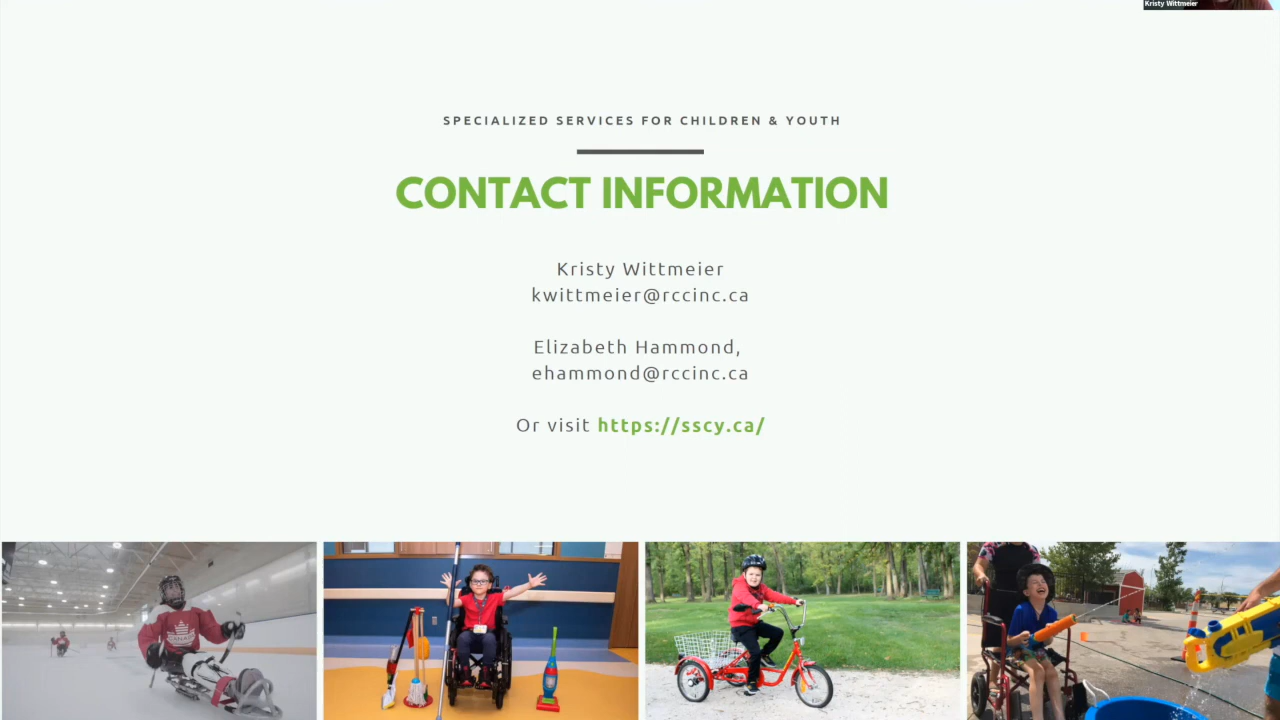 Kristy Wittmeier
SPECIALIZED SERVICES FOR CHILDREN & YOUTH
CONTACT INFORMATION
Kristy Wittmeier
kwittmeier@rccinc.ca
Elizabeth Hammond,
ehammond@rccinc.ca
Or visit https://sscy.ca/